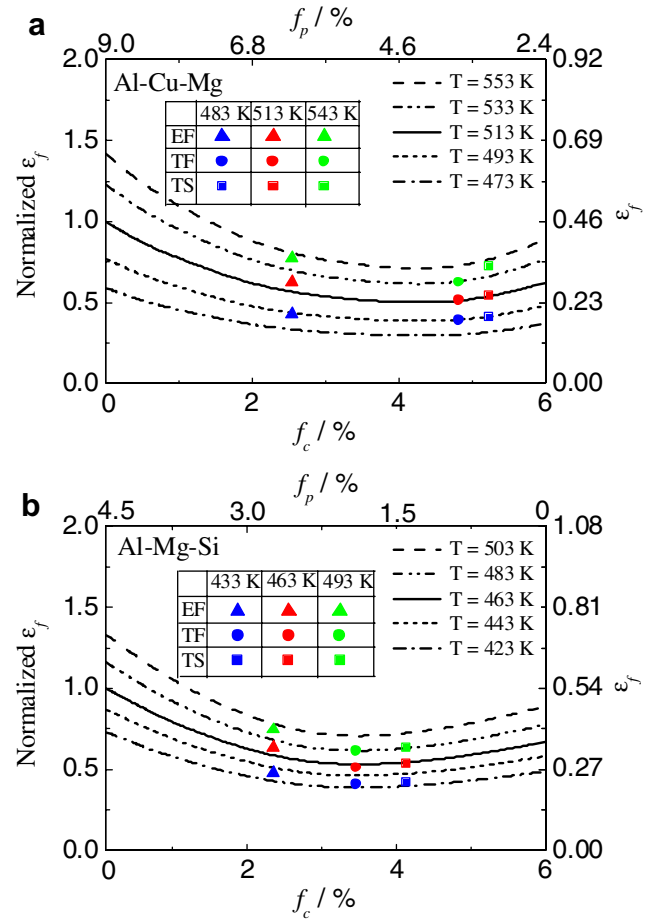 a
f_p / %
9.0 6.8 4.6 2.4
2.0 0.92
Al-Cu-Mg
T = 553 K
T = 533 K
T = 513 K
T = 493 K
T = 473 K
483 K 513 K 543 K
EF
TF
TS
1.5 0.69
1.0 0.46
0.5 0.23
0.0 0.00
Normalized ε_f
ε_f
0 2 4 6
f_c / %
b
f_p / %
4.5 3.0 1.5 0
2.0 1.08
Al-Mg-Si
T = 503 K
T = 483 K
T = 463 K
T = 443 K
T = 423 K
433 K 463 K 493 K
EF
TF
TS
1.5 0.81
1.0 0.54
0.5 0.27
0.0 0.00
Normalized ε_f
ε_f
0 2 4 6
f_c / %